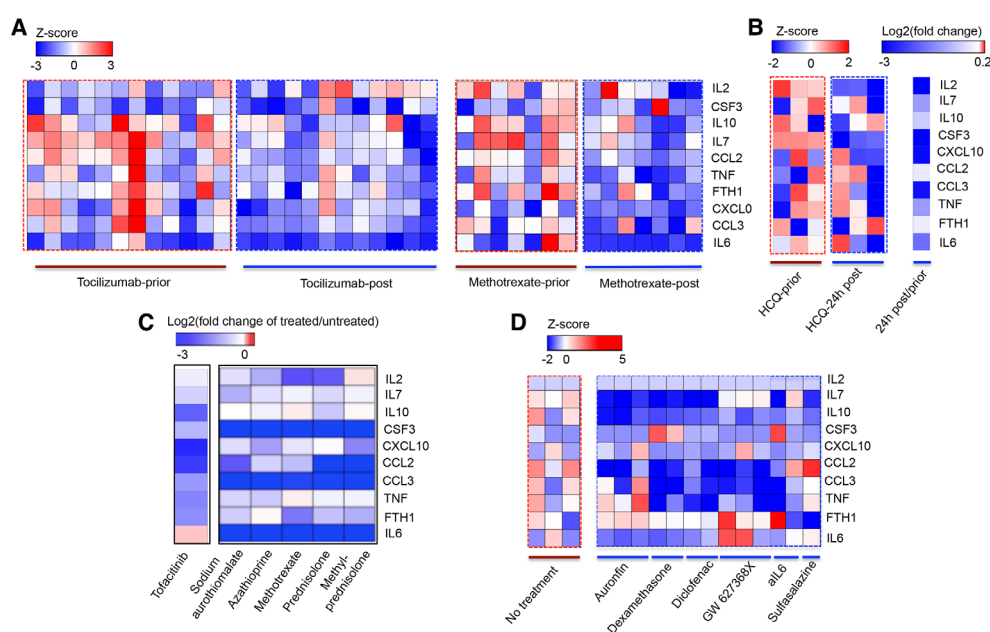 A
Z-score
-3 0 3
IL2
CSF3
IL10
IL7
CCL2
TNF
FTH1
CXCL0
CCL3
IL6
Tocilizumab-prior
Tocilizumab-post
Methotrexate-prior
Methotrexate-post
B
Z-score
-2 0 2
Log2(fold change)
-3 0.2
IL2
IL7
IL10
CSF3
CXCL10
CCL2
CCL3
TNF
FTH1
IL6
HCQ-prior
HCQ-24h post
24h post/prior
C
Log2(fold change of treated/untreated)
-3 0
IL2
IL7
IL10
CSF3
CXCL10
CCL2
CCL3
TNF
FTH1
IL6
Tofacitinib
Sodium
aurothiomalate
Azathioprine
Methotrexate
Prednisolone
Methyl-
prednisolone
D
Z-score
-2 0 5
IL2
IL7
IL10
CSF3
CXCL10
CCL2
CCL3
TNF
FTH1
IL6
No treatment
Auronfin
Dexamethasone
Diclofenac
GW 627368X
aIL6
Sulfasalazine